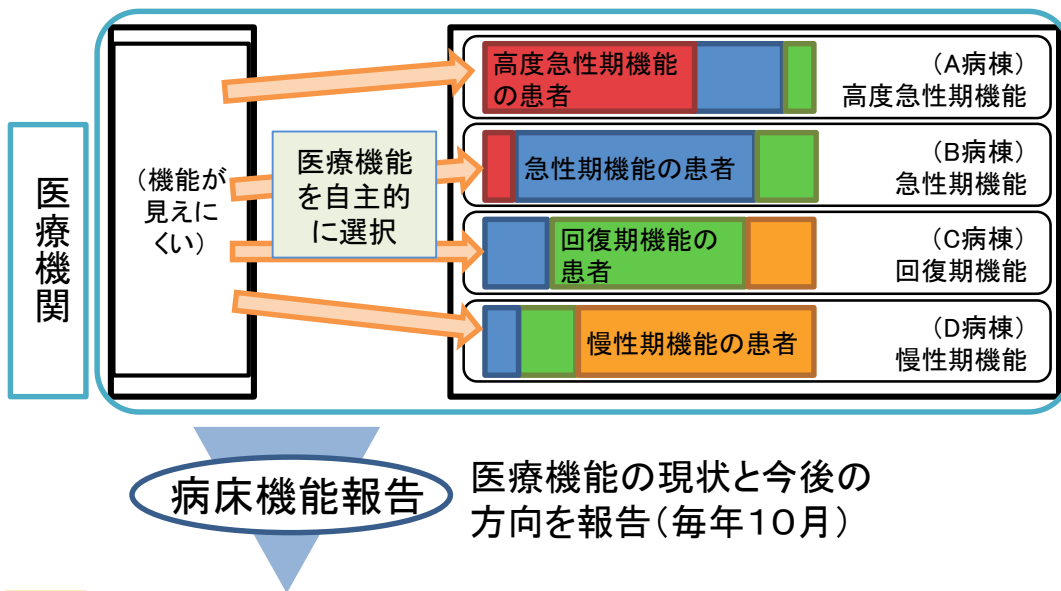 医療機関
(機能が
見えに
くい)
医療機能
を自主的
に選択
高度急性期機能
の患者
(A病棟)
高度急性期機能
急性期機能の患者
(B病棟)
急性期機能
回復期機能の
患者
(C病棟)
回復期機能
慢性期機能の患者
(D病棟)
慢性期機能
病床機能報告
医療機能の現状と今後の
方向を報告(毎年10月)